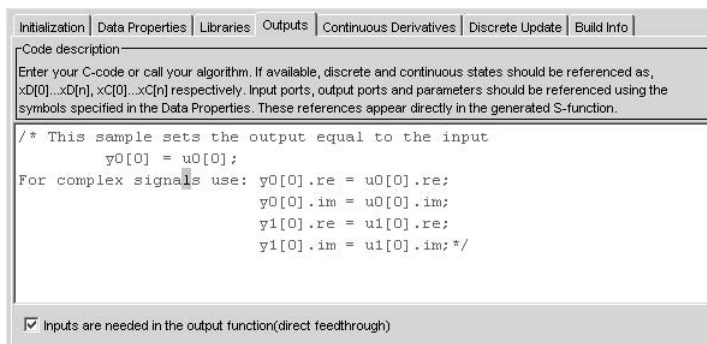 Initialization Data Properties Libraries Outputs Continuous Derivatives Discrete Update Build Info
Code description
Enter your C-code or call your algorithm. If available, discrete and continuous states should be referenced as,
xD[0]...xD[n], xC[0]...xC[n] respectively. Input ports, output ports and parameters should be referenced using the
symbols specified in the Data Properties. These references appear directly in the generated S-function.
/* This sample sets the output equal to the input
y0[0] = u0[0];
For complex signals use: y0[0].re = u0[0].re;
y0[0].im = u0[0].im;
y1[0].re = u1[0].re;
y1[0].im = u1[0].im;*/
Inputs are needed in the output function(direct feedthrough)